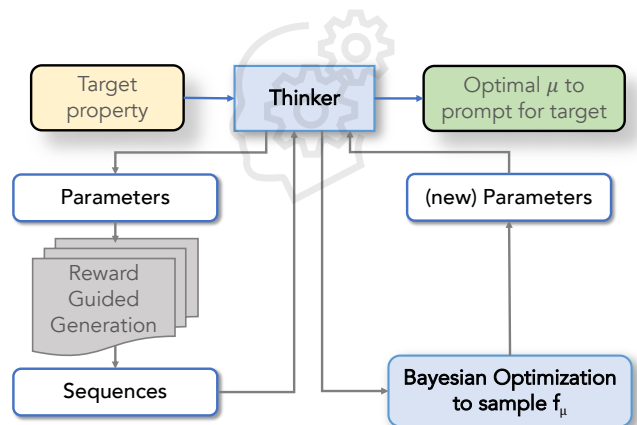 Target
property
Thinker
Optimal μ to
prompt for target
Parameters
(new) Parameters
Reward
Guided
Generation
Sequences
Bayesian Optimization
to sample fμ